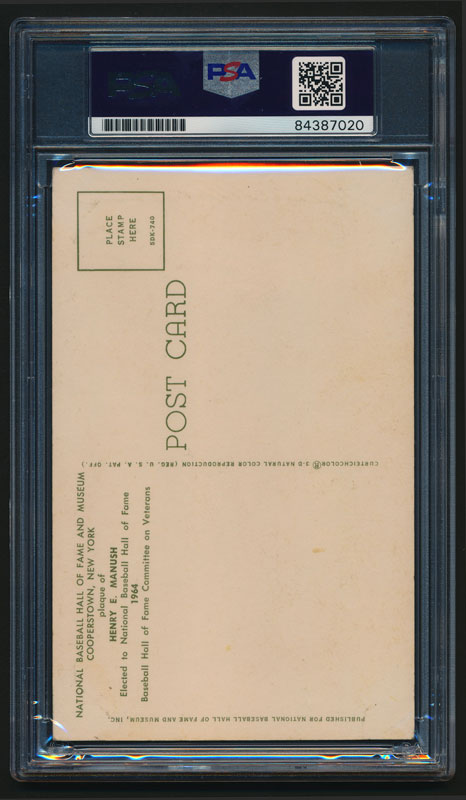 PSA
84387020
NATIONAL BASEBALL HALL OF FAME AND MUSEUM
COOPERSTOWN, NEW YORK
plaque of
HENRY E. MANUSH
Elected to National Baseball Hall of Fame
1964
Baseball Hall of Fame Committee on Veterans
POST CARD
PLACE
STAMP
HERE
5DK-740
CURTEICHCOLOR® 3-D NATURAL COLOR REPRODUCTION (REG. U. S. A. PAT. OFF.)
PUBLISHED FOR NATIONAL BASEBALL HALL OF FAME AND MUSEUM, INC.